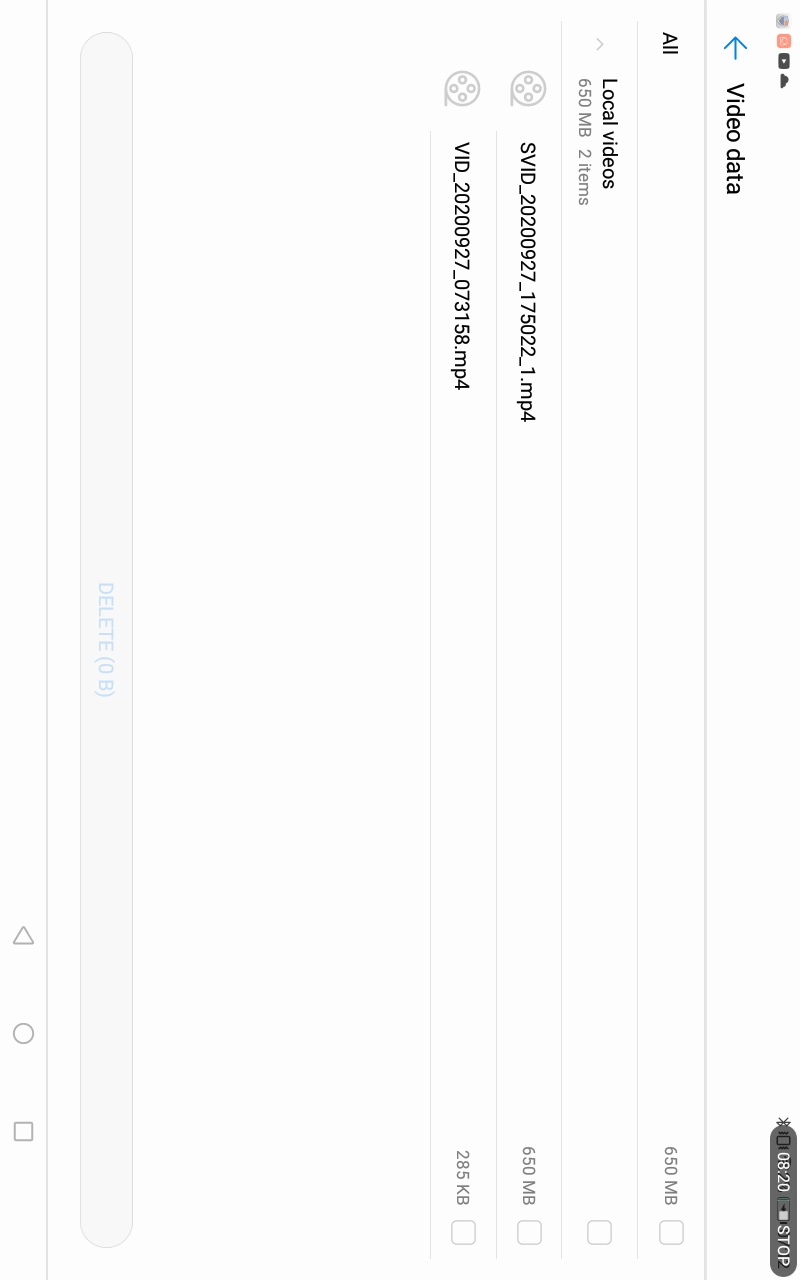 08:20 STOP
Video data
All
650 MB
Local videos
650 MB 2 items
SVID_20200927_175022_1.mp4
650 MB
VID_20200927_073158.mp4
285 KB
DELETE (0 B)